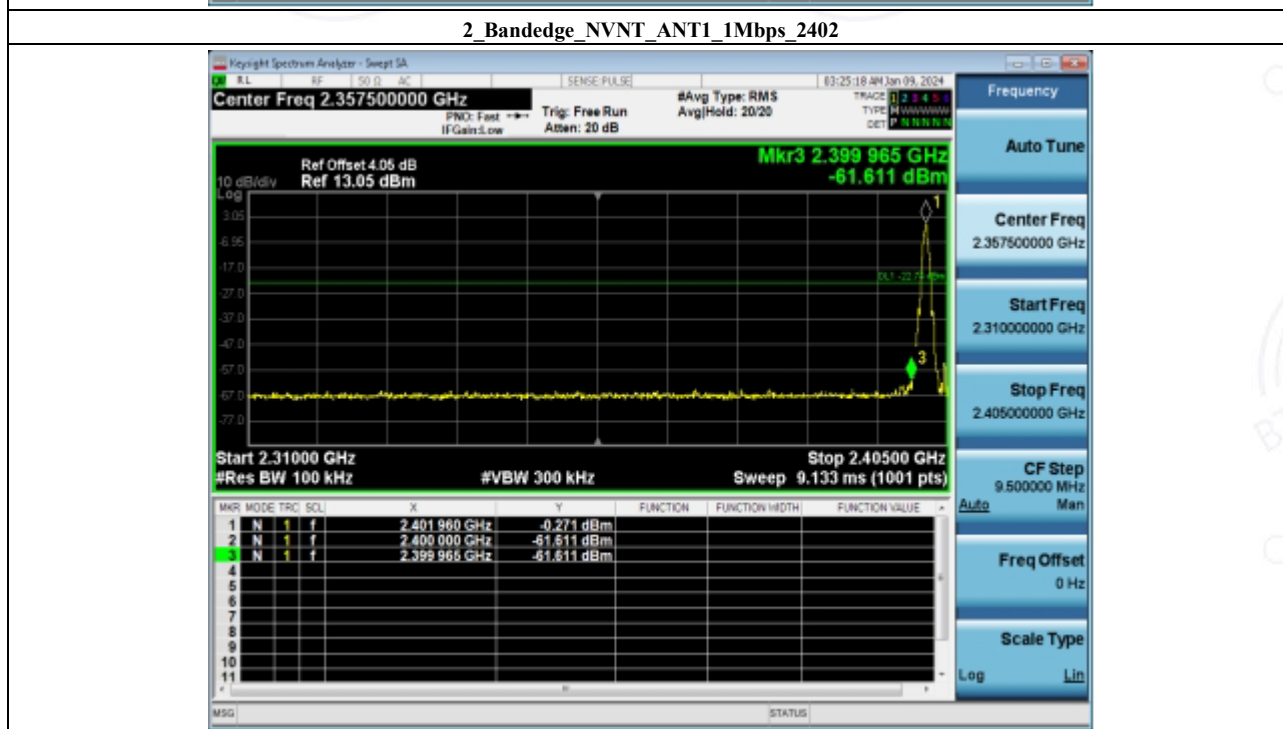 2_Bandedge_NVNT_ANT1_1Mbps_2402
Keysight Spectrum Analyzer - Swept SA
RL RF 50 Ω AC SENSE:PULSE 03:25:18 AM Jan 09, 2024
Center Freq 2.357500000 GHz
PNO: Fast
IFGain:Low
Trig: Free Run
Atten: 20 dB
#Avg Type: RMS
Avg|Hold: 20/20
TRACE 1 2 3 4 5 6
TYPE M W W W W W
DET P N N N N N
Mkr3 2.399 965 GHz
-61.611 dBm
Ref Offset 4.05 dB
10 dB/div Ref 13.05 dBm
Log
1
3.05
-6.95
-17.0
-27.0
-37.0
-47.0
3
-57.0
-67.0
-77.0
Start 2.31000 GHz Stop 2.40500 GHz
#Res BW 100 kHz #VBW 300 kHz Sweep 9.133 ms (1001 pts)
MKR MODE TRC SCL X Y FUNCTION FUNCTION WIDTH FUNCTION VALUE
1 N 1 f 2.401 960 GHz -0.271 dBm
2 N 1 f 2.400 000 GHz -61.611 dBm
3 N 1 f 2.399 965 GHz -61.611 dBm
4
5
6
7
8
9
10
11
MSG STATUS
Frequency
Auto Tune
Center Freq
2.357500000 GHz
Start Freq
2.310000000 GHz
Stop Freq
2.405000000 GHz
CF Step
9.500000 MHz
Auto Man
Freq Offset
0 Hz
Scale Type
Log Lin